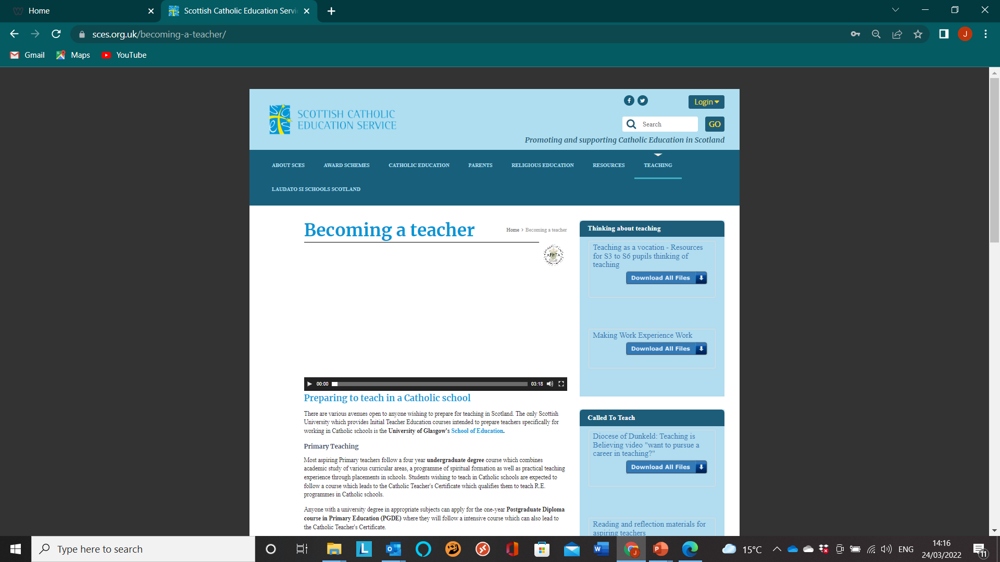 Home
Scottish Catholic Education Servi
sces.org.uk/becoming-a-teacher/
J
Gmail
Maps
YouTube
Login
SCOTTISH CATHOLIC
EDUCATION SERVICE
Search
GO
Promoting and supporting Catholic Education in Scotland
ABOUT SCES
AWARD SCHEMES
CATHOLIC EDUCATION
PARENTS
RELIGIOUS EDUCATION
RESOURCES
TEACHING
LAUDATO SI SCHOOLS SCOTLAND
Becoming a teacher
Home > Becoming a teacher
00:00
03:18
Preparing to teach in a Catholic school
There are various avenues open to anyone wishing to prepare for teaching in Scotland. The only Scottish
University which provides Initial Teacher Education courses intended to prepare teachers specifically for
working in Catholic schools is the University of Glasgow's School of Education.
Primary Teaching
Most aspiring Primary teachers follow a four year undergraduate degree course which combines
academic study of various curricular areas, a programme of spiritual formation as well as practical teaching
experience through placements in schools. Students wishing to teach in Catholic schools are expected to
follow a course which leads to the Catholic Teacher's Certificate which qualifies them to teach R.E.
programmes in Catholic schools.
Anyone with a university degree in appropriate subjects can apply for the one-year Postgraduate Diploma
course in Primary Education (PGDE) where they will follow a intensive course which can also lead to
the Catholic Teacher's Certificate.
Thinking about teaching
Teaching as a vocation - Resources
for S3 to S6 pupils thinking of
teaching
Download All Files
Making Work Experience Work
Download All Files
Called To Teach
Diocese of Dunkeld: Teaching is
Believing video "want to pursue a
career in teaching?"
Download All Files
Reading and reflection materials for
aspiring teachers
Type here to search
15°C
ENG
14:16
24/03/2022
11